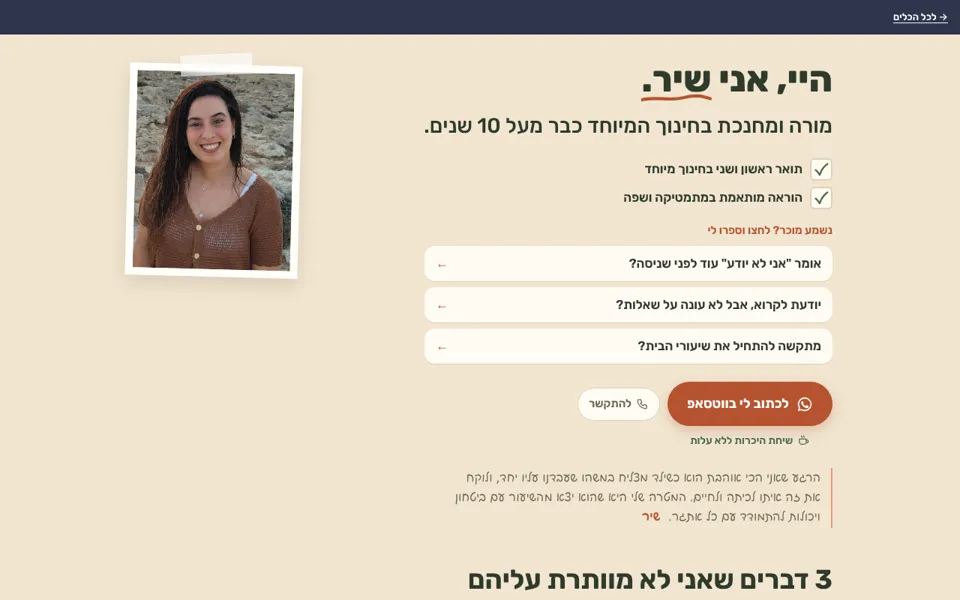 → לכל הכלים
היי, אני שיר.
מורה ומחנכת בחינוך המיוחד כבר מעל 10 שנים.
תואר ראשון ושני בחינוך מיוחד
הוראה מותאמת במתמטיקה ושפה
נשמע מוכר? לחצו וספרו לי
אומר "אני לא יודע" עוד לפני שניסה? ←
יודעת לקרוא, אבל לא עונה על שאלות? ←
מתקשה להתחיל את שיעורי הבית? ←
לכתוב לי בווטסאפ
להתקשר
שיחת היכרות ללא עלות
הרגע שאני הכי אוהבת הוא כשילד מצליח במשהו שעבדנו עליו יחד, ולוקח
את זה איתו לכיתה ולחיים. המטרה שלי היא שהוא יצא מהשיעור עם ביטחון
ויכולות להתמודד עם כל אתגר. שיר
3 דברים שאני לא מוותרת עליהם